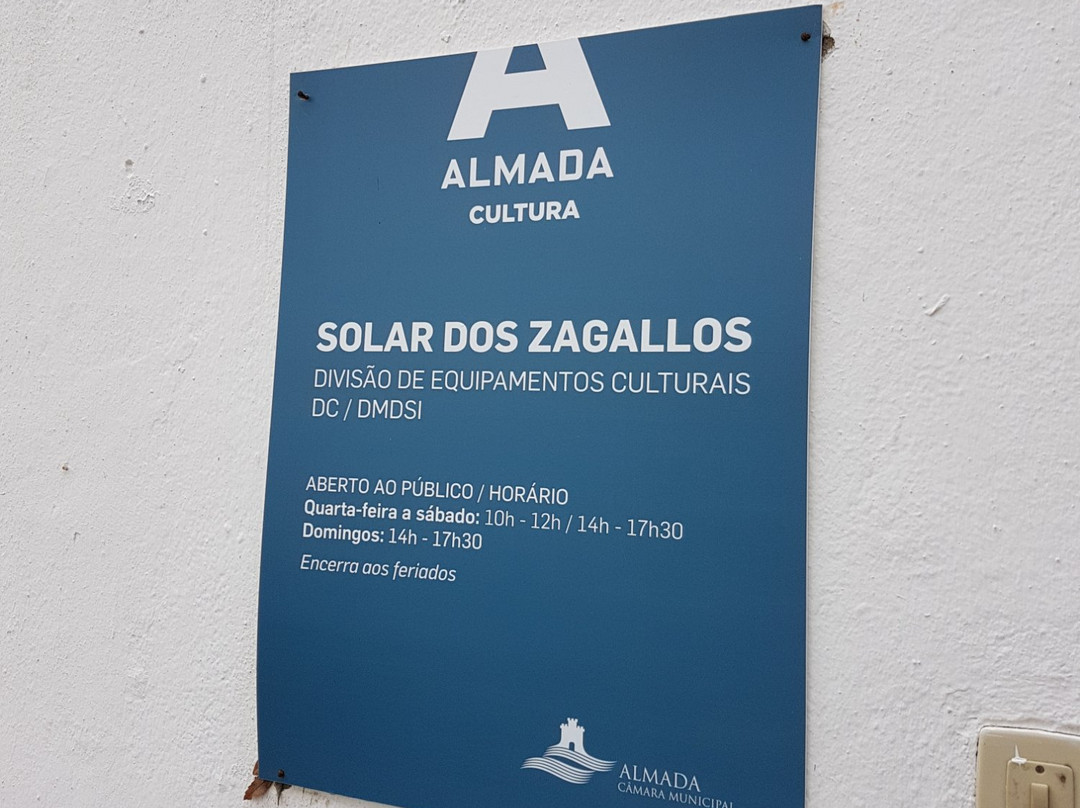 A
ALMADA
CULTURA
SOLAR DOS ZAGALLOS
DIVISÃO DE EQUIPAMENTOS CULTURAIS
DC / DMDSI
ABERTO AO PÚBLICO / HORÁRIO
Quarta-feira a sábado: 10h - 12h / 14h - 17h30
Domingos: 14h - 17h30
Encerra aos feriados
ALMADA
CÂMARA MUNICIPAL